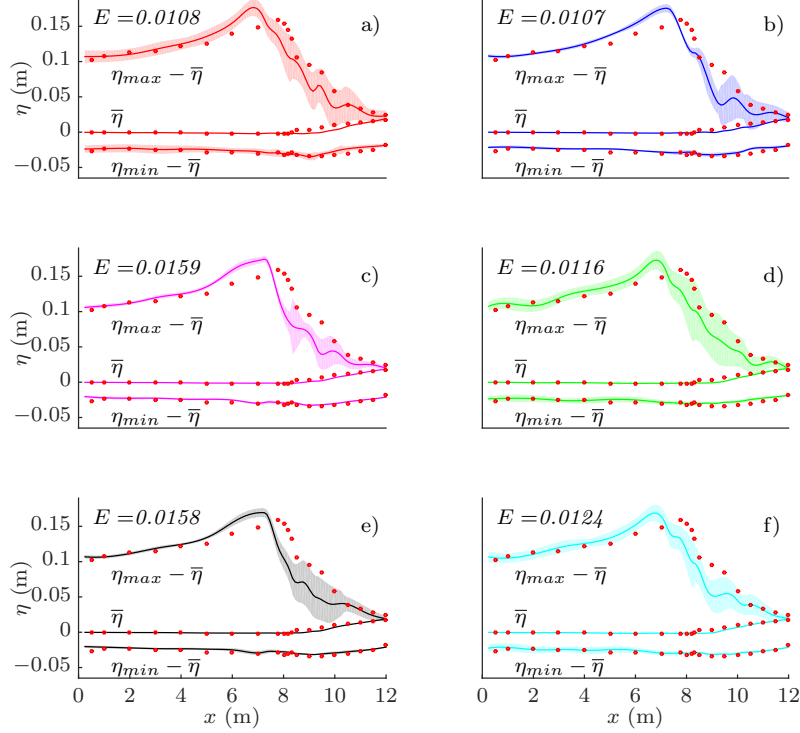 E = 0.0108 a)
0.15
0.1
0.05
0
−0.05
η (m)
η_max − η̅
η̅
η_min − η̅
E = 0.0107 b)
η_max − η̅
η̅
η_min − η̅
E = 0.0159 c)
0.15
0.1
0.05
0
−0.05
η (m)
η_max − η̅
η̅
η_min − η̅
E = 0.0116 d)
η_max − η̅
η̅
η_min − η̅
E = 0.0158 e)
0.15
0.1
0.05
0
−0.05
η (m)
η_max − η̅
η̅
η_min − η̅
0 2 4 6 8 10 12
x (m)
E = 0.0124 f)
η_max − η̅
η̅
η_min − η̅
0 2 4 6 8 10 12
x (m)